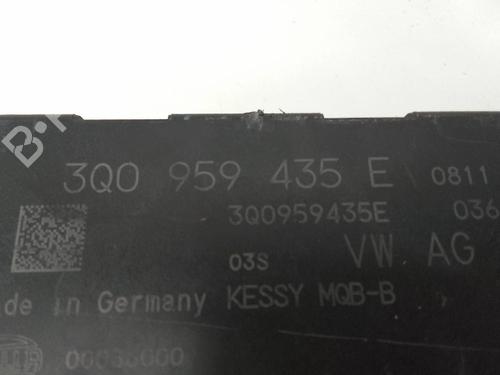 3Q0 959 435 E 0811
3Q0959435E 036
03S VW AG
de in Germany KESSY MQB-B